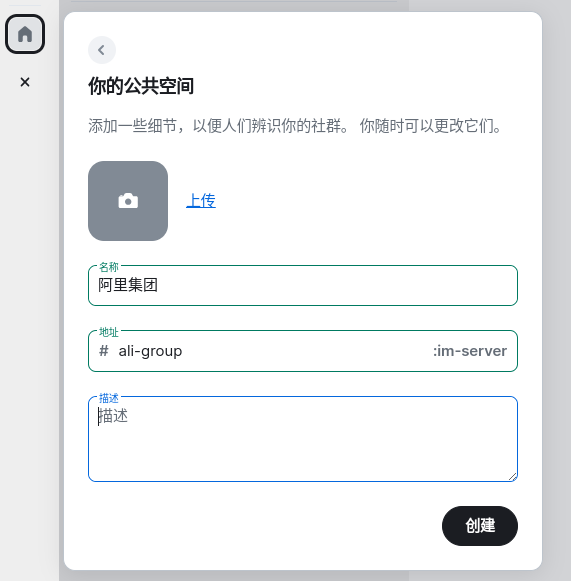 你的公共空间
添加一些细节，以便人们辨识你的社群。 你随时可以更改它们。
上传
名称
阿里集团
地址
# ali-group :im-server
描述
描述
创建